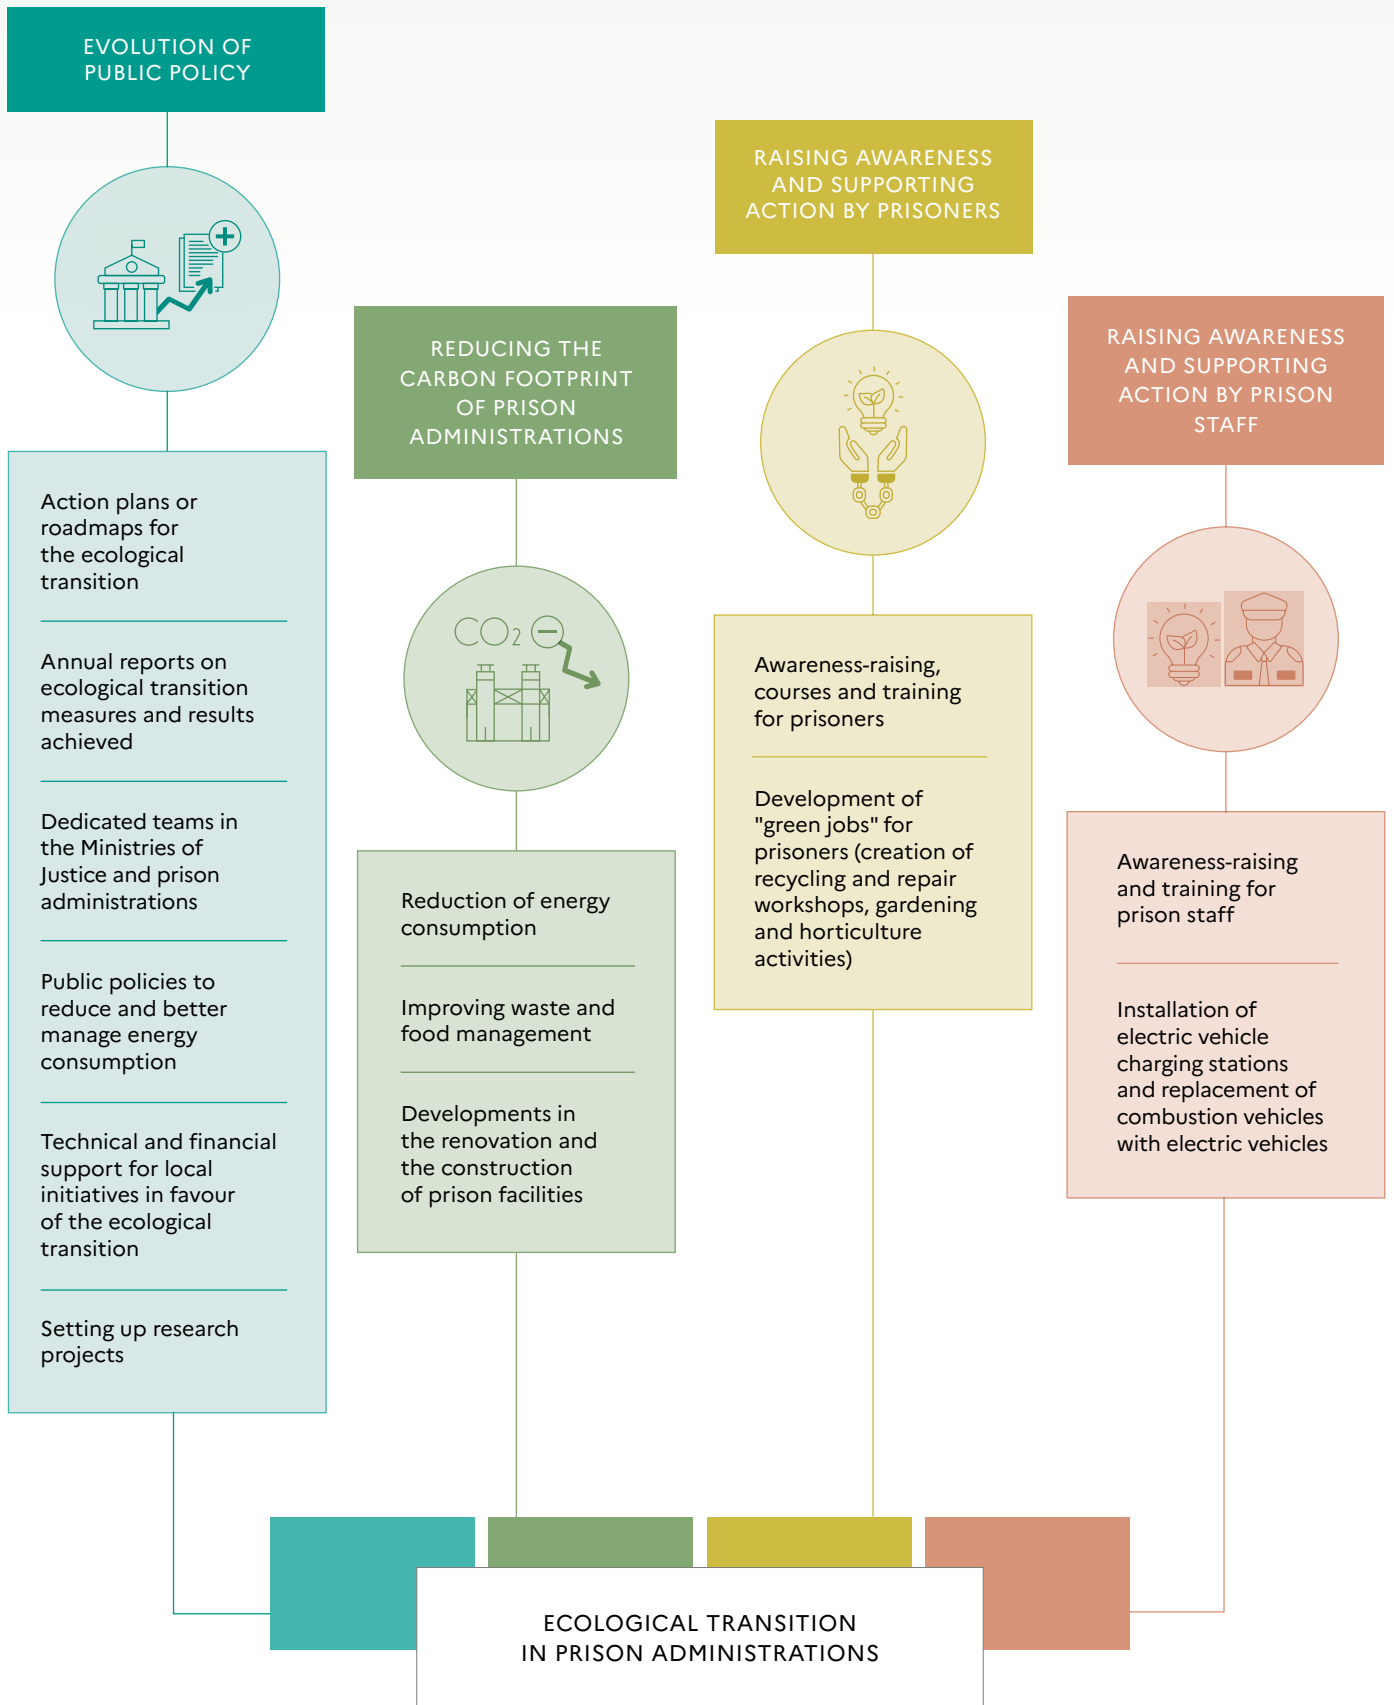 EVOLUTION OF
PUBLIC POLICY
Action plans or
roadmaps for
the ecological
transition
Annual reports on
ecological transition
measures and results
achieved
Dedicated teams in
the Ministries of
Justice and prison
administrations
Public policies to
reduce and better
manage energy
consumption
Technical and financial
support for local
initiatives in favour
of the ecological
transition
Setting up research
projects
REDUCING THE
CARBON FOOTPRINT
OF PRISON
ADMINISTRATIONS
CO2
Reduction of energy
consumption
Improving waste and
food management
Developments in
the renovation and
the construction
of prison facilities
RAISING AWARENESS
AND SUPPORTING
ACTION BY PRISONERS
Awareness-raising,
courses and training
for prisoners
Development of
"green jobs" for
prisoners (creation of
recycling and repair
workshops, gardening
and horticulture
activities)
RAISING AWARENESS
AND SUPPORTING
ACTION BY PRISON
STAFF
Awareness-raising
and training for
prison staff
Installation of
electric vehicle
charging stations
and replacement of
combustion vehicles
with electric vehicles
ECOLOGICAL TRANSITION
IN PRISON ADMINISTRATIONS